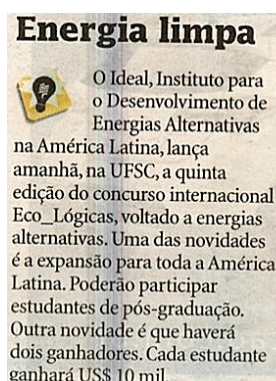 Energia limpa
O Ideal, Instituto para
o Desenvolvimento de
Energias Alternativas
na América Latina, lança
amanhã, na UFSC, a quinta
edição do concurso internacional
Eco_Lógicas, voltado a energias
alternativas. Uma das novidades
é a expansão para toda a América
Latina. Poderão participar
estudantes de pós-graduação.
Outra novidade é que haverá
dois ganhadores. Cada estudante
ganhará US$ 10 mil.